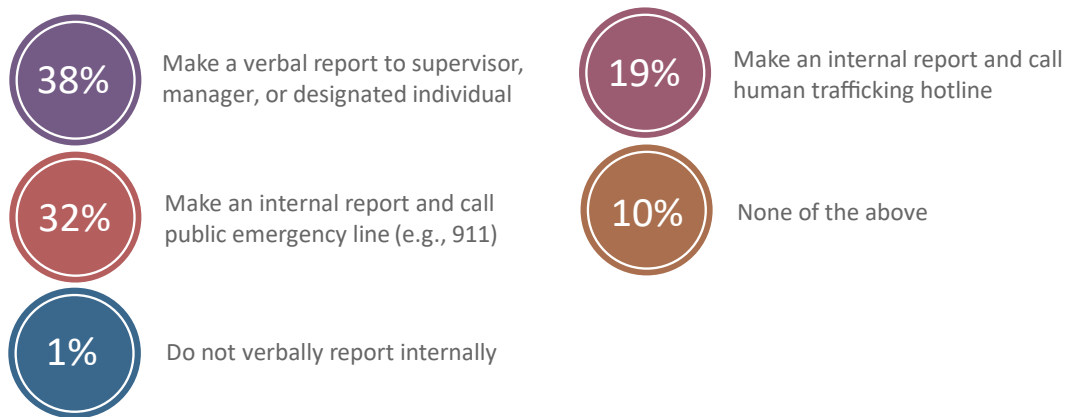 38%
Make a verbal report to supervisor,
manager, or designated individual
32%
Make an internal report and call
public emergency line (e.g., 911)
1%
Do not verbally report internally
19%
Make an internal report and call
human trafficking hotline
10%
None of the above